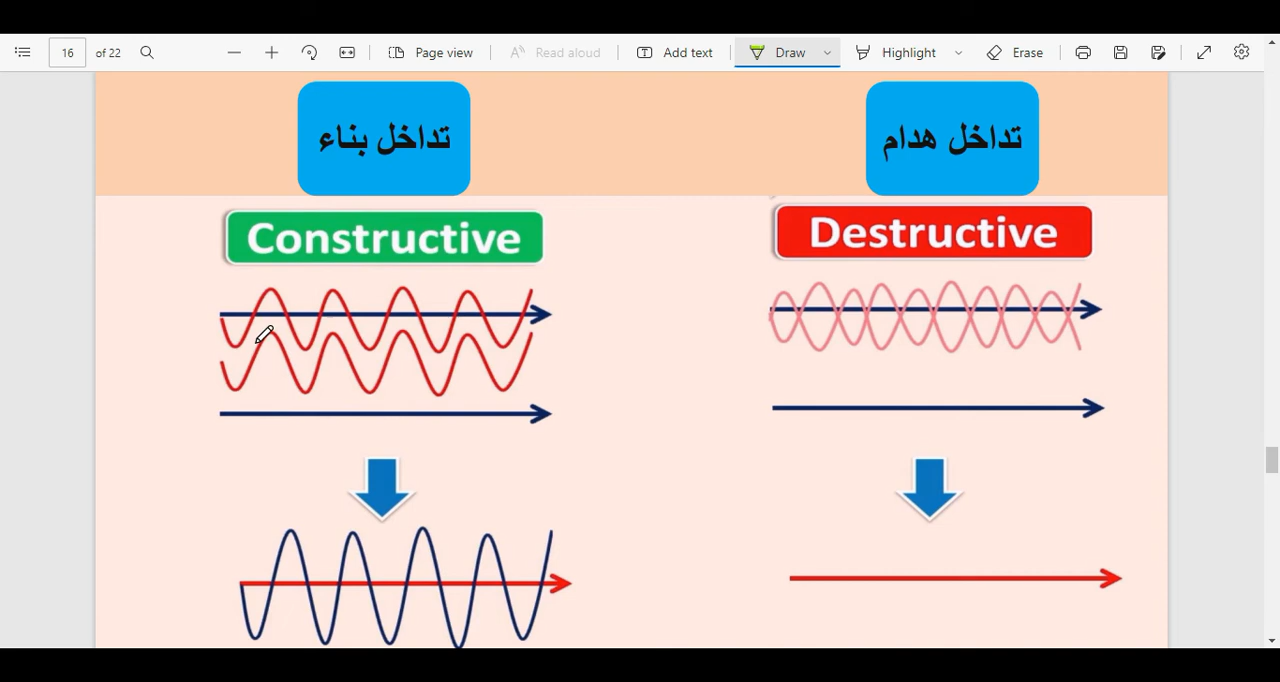 16 of 22 Page view Read aloud Add text Draw Highlight Erase
تداخل هدام
تداخل بناء
Constructive
Destructive